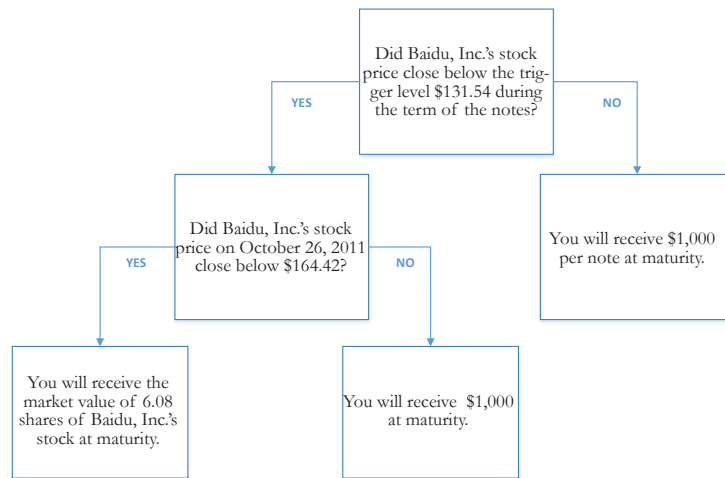 Did Baidu, Inc.'s stock
price close below the trig-
ger level $131.54 during
the term of the notes?
YES
NO
Did Baidu, Inc.'s stock
price on October 26, 2011
close below $164.42?
You will receive $1,000
per note at maturity.
YES
NO
You will receive the
market value of 6.08
shares of Baidu, Inc.'s
stock at maturity.
You will receive $1,000
at maturity.